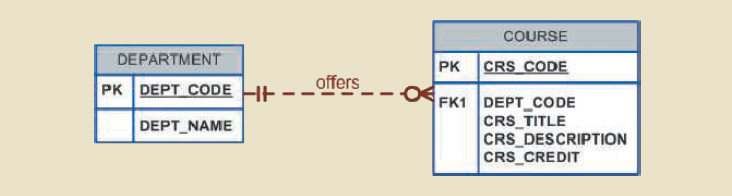 DEPARTMENT
PK DEPT_CODE
DEPT_NAME
offers
COURSE
PK CRS_CODE
FK1 DEPT_CODE
CRS_TITLE
CRS_DESCRIPTION
CRS_CREDIT